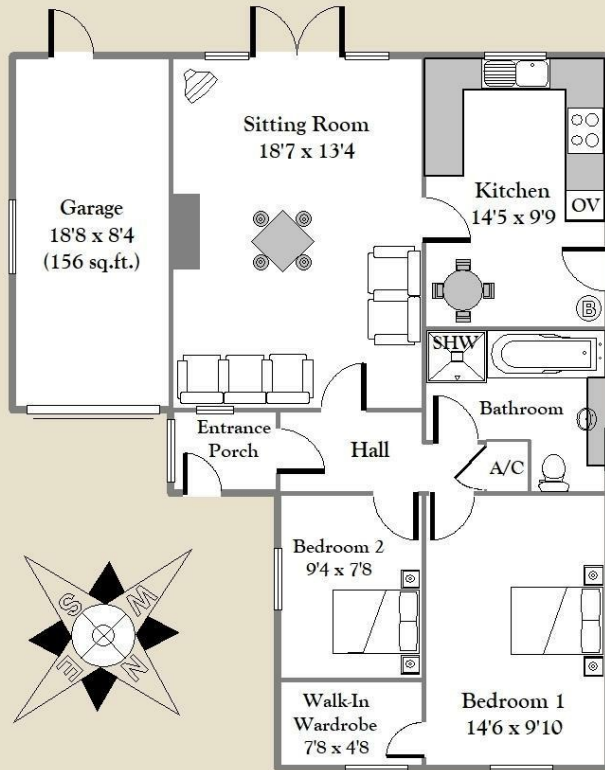 Sitting Room
18'7 x 13'4
Kitchen
14'5 x 9'9
OV
Garage
18'8 x 8'4
(156 sq.ft.)
B
SHW
Bathroom
Entrance
Porch
Hall
A/C
Bedroom 2
9'4 x 7'8
Walk-In
Wardrobe
7'8 x 4'8
Bedroom 1
14'6 x 9'10
S
W
E
N